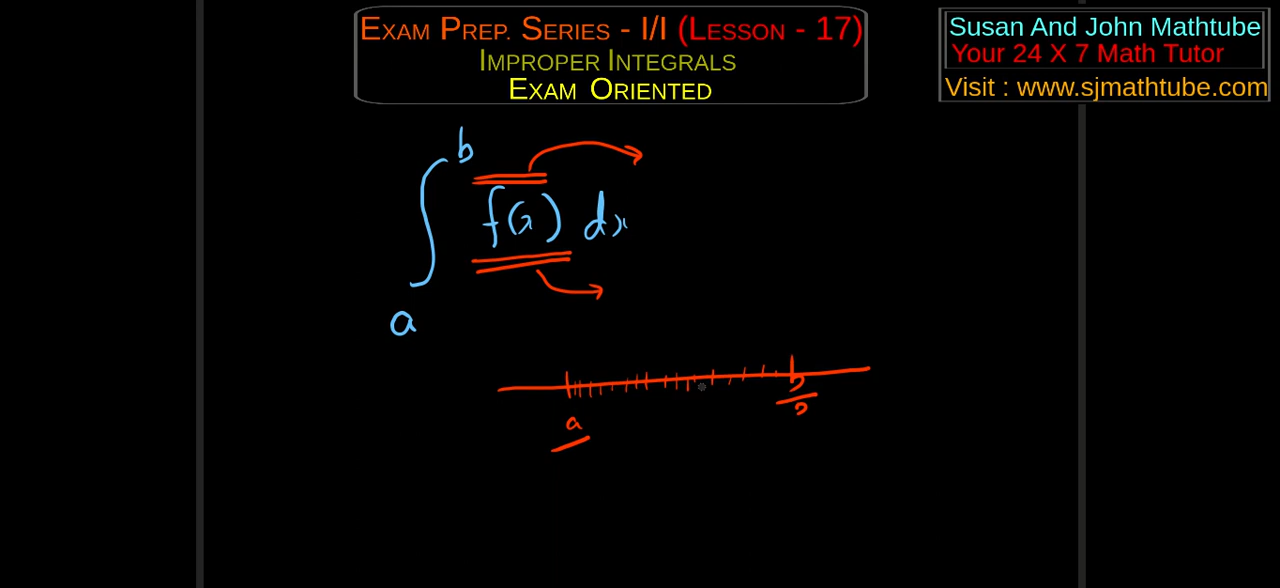 Exam Prep. Series - I/I (Lesson - 17)
Improper Integrals
Exam Oriented
Susan And John Mathtube
Your 24 X 7 Math Tutor
Visit : www.sjmathtube.com
b
∫ f(x) dx
a
a b